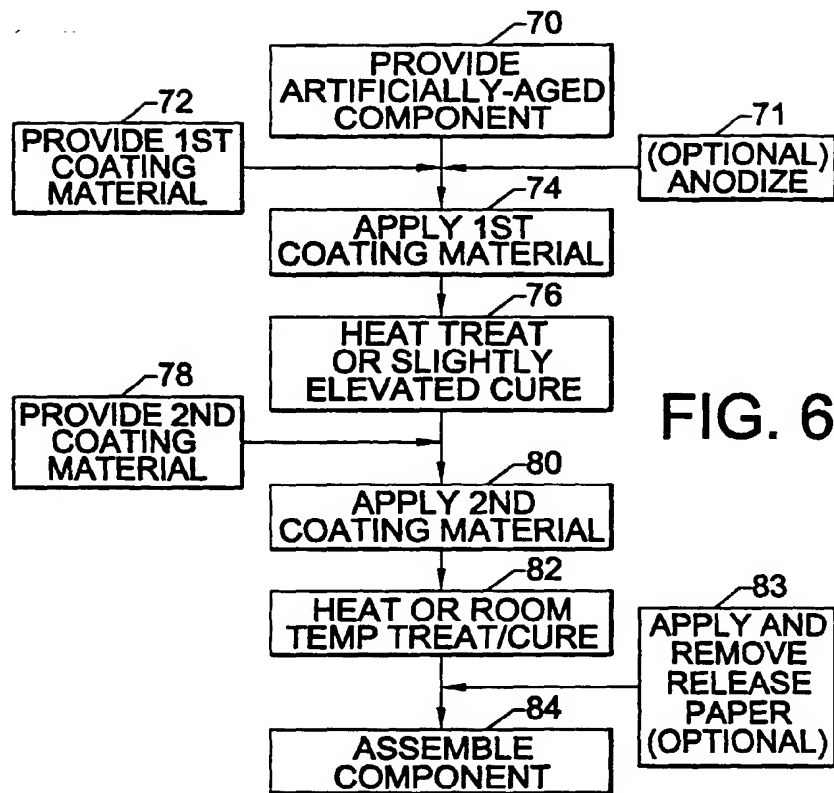 70
PROVIDE
ARTIFICIALLY-AGED
COMPONENT
72
PROVIDE 1ST
COATING
MATERIAL
71
(OPTIONAL)
ANODIZE
74
APPLY 1ST
COATING MATERIAL
76
HEAT TREAT
OR SLIGHTLY
ELEVATED CURE
78
PROVIDE 2ND
COATING
MATERIAL
FIG. 6
80
APPLY 2ND
COATING MATERIAL
82
HEAT OR ROOM
TEMP TREAT/CURE
83
APPLY AND
REMOVE
RELEASE
PAPER
(OPTIONAL)
84
ASSEMBLE
COMPONENT